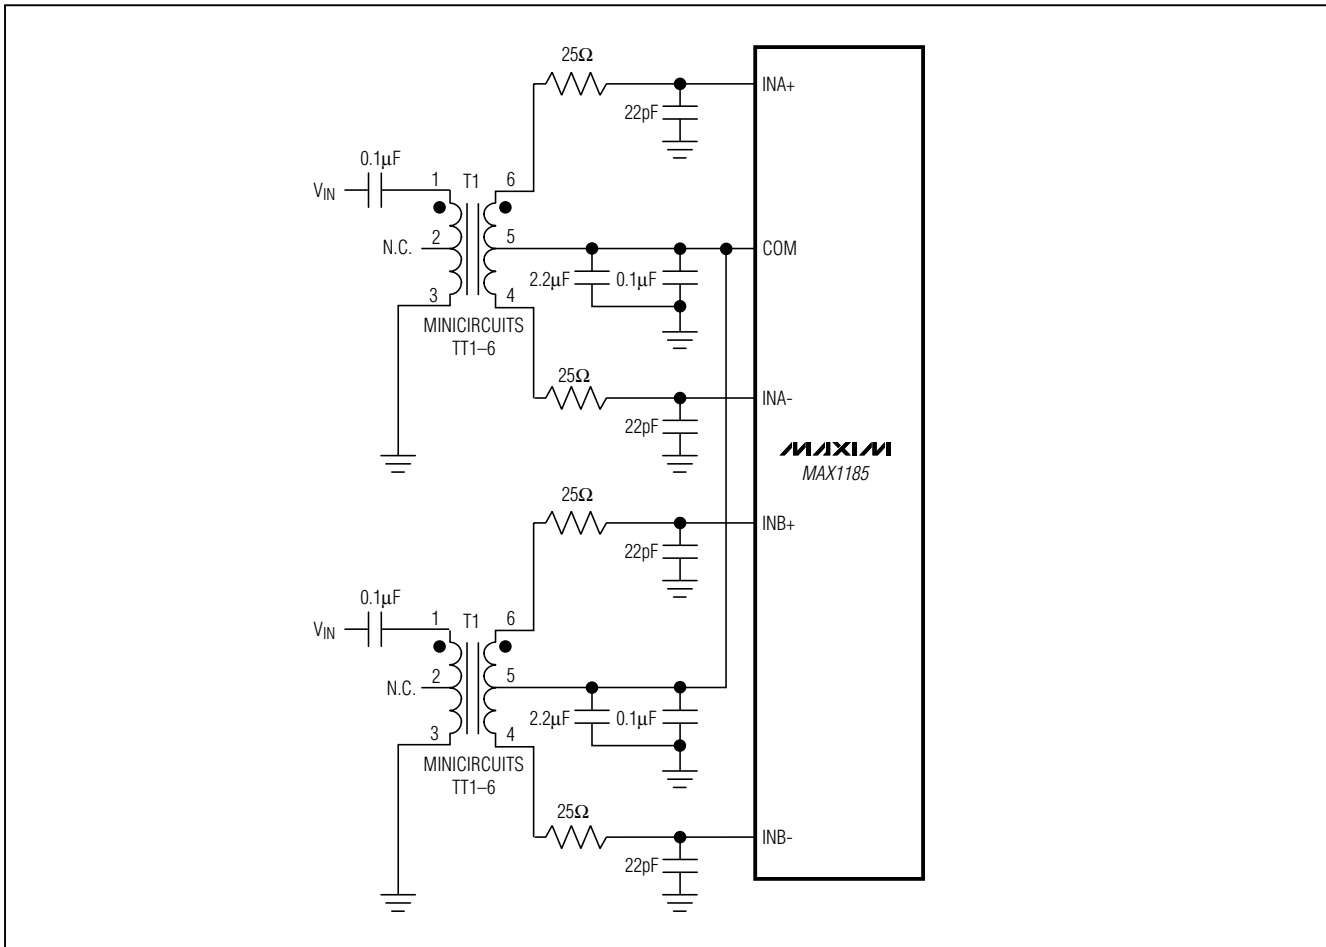 25Ω
INA+
22pF
0.1μF
VIN
1
T1
6
N.C.
2
5
COM
2.2μF
0.1μF
3
4
MINICIRCUITS
TT1–6
25Ω
INA-
22pF
MAXIM
MAX1185
25Ω
INB+
22pF
0.1μF
VIN
1
T1
6
N.C.
2
5
2.2μF
0.1μF
3
4
MINICIRCUITS
TT1–6
25Ω
INB-
22pF